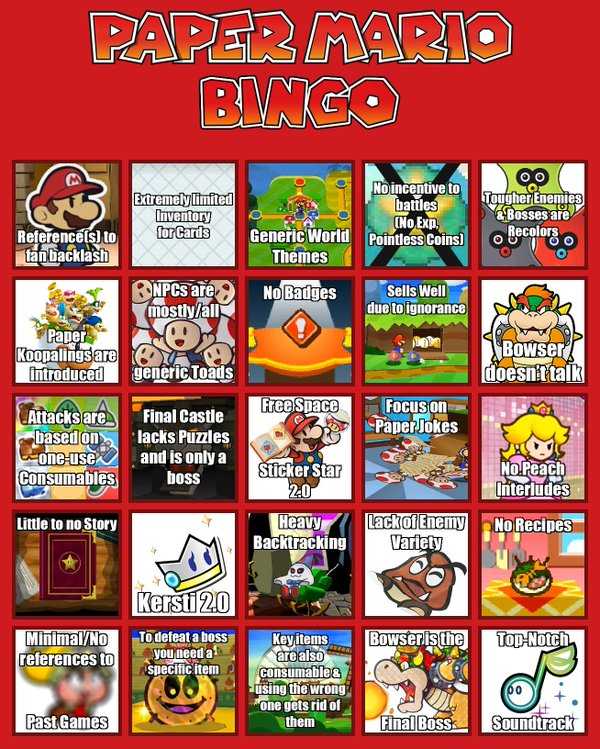 PAPER MARIO
BINGO
Reference(s) to
fan backlash
Extremely limited
Inventory
for Cards
Generic World
Themes
No incentive to
battles
(No Exp,
Pointless Coins)
Tougher Enemies
& Bosses are
Recolors
Paper
Koopalings are
introduced
NPCs are
mostly/all
generic Toads
No Badges
Sells Well
due to ignorance
Bowser
doesn't talk
Attacks are
based on
one-use
Consumables
Final Castle
lacks Puzzles
and is only a
boss
Free Space
Sticker Star
2.0
Focus on
Paper Jokes
No Peach
Interludes
Little to no Story
Kersti 2.0
Heavy
Backtracking
Lack of Enemy
Variety
No Recipes
Minimal/No
references to
Past Games
To defeat a boss
you need a
specific item
Key items
are also
consumable &
using the wrong
one gets rid of
them
Bowser is the
Final Boss
Top-Notch
Soundtrack